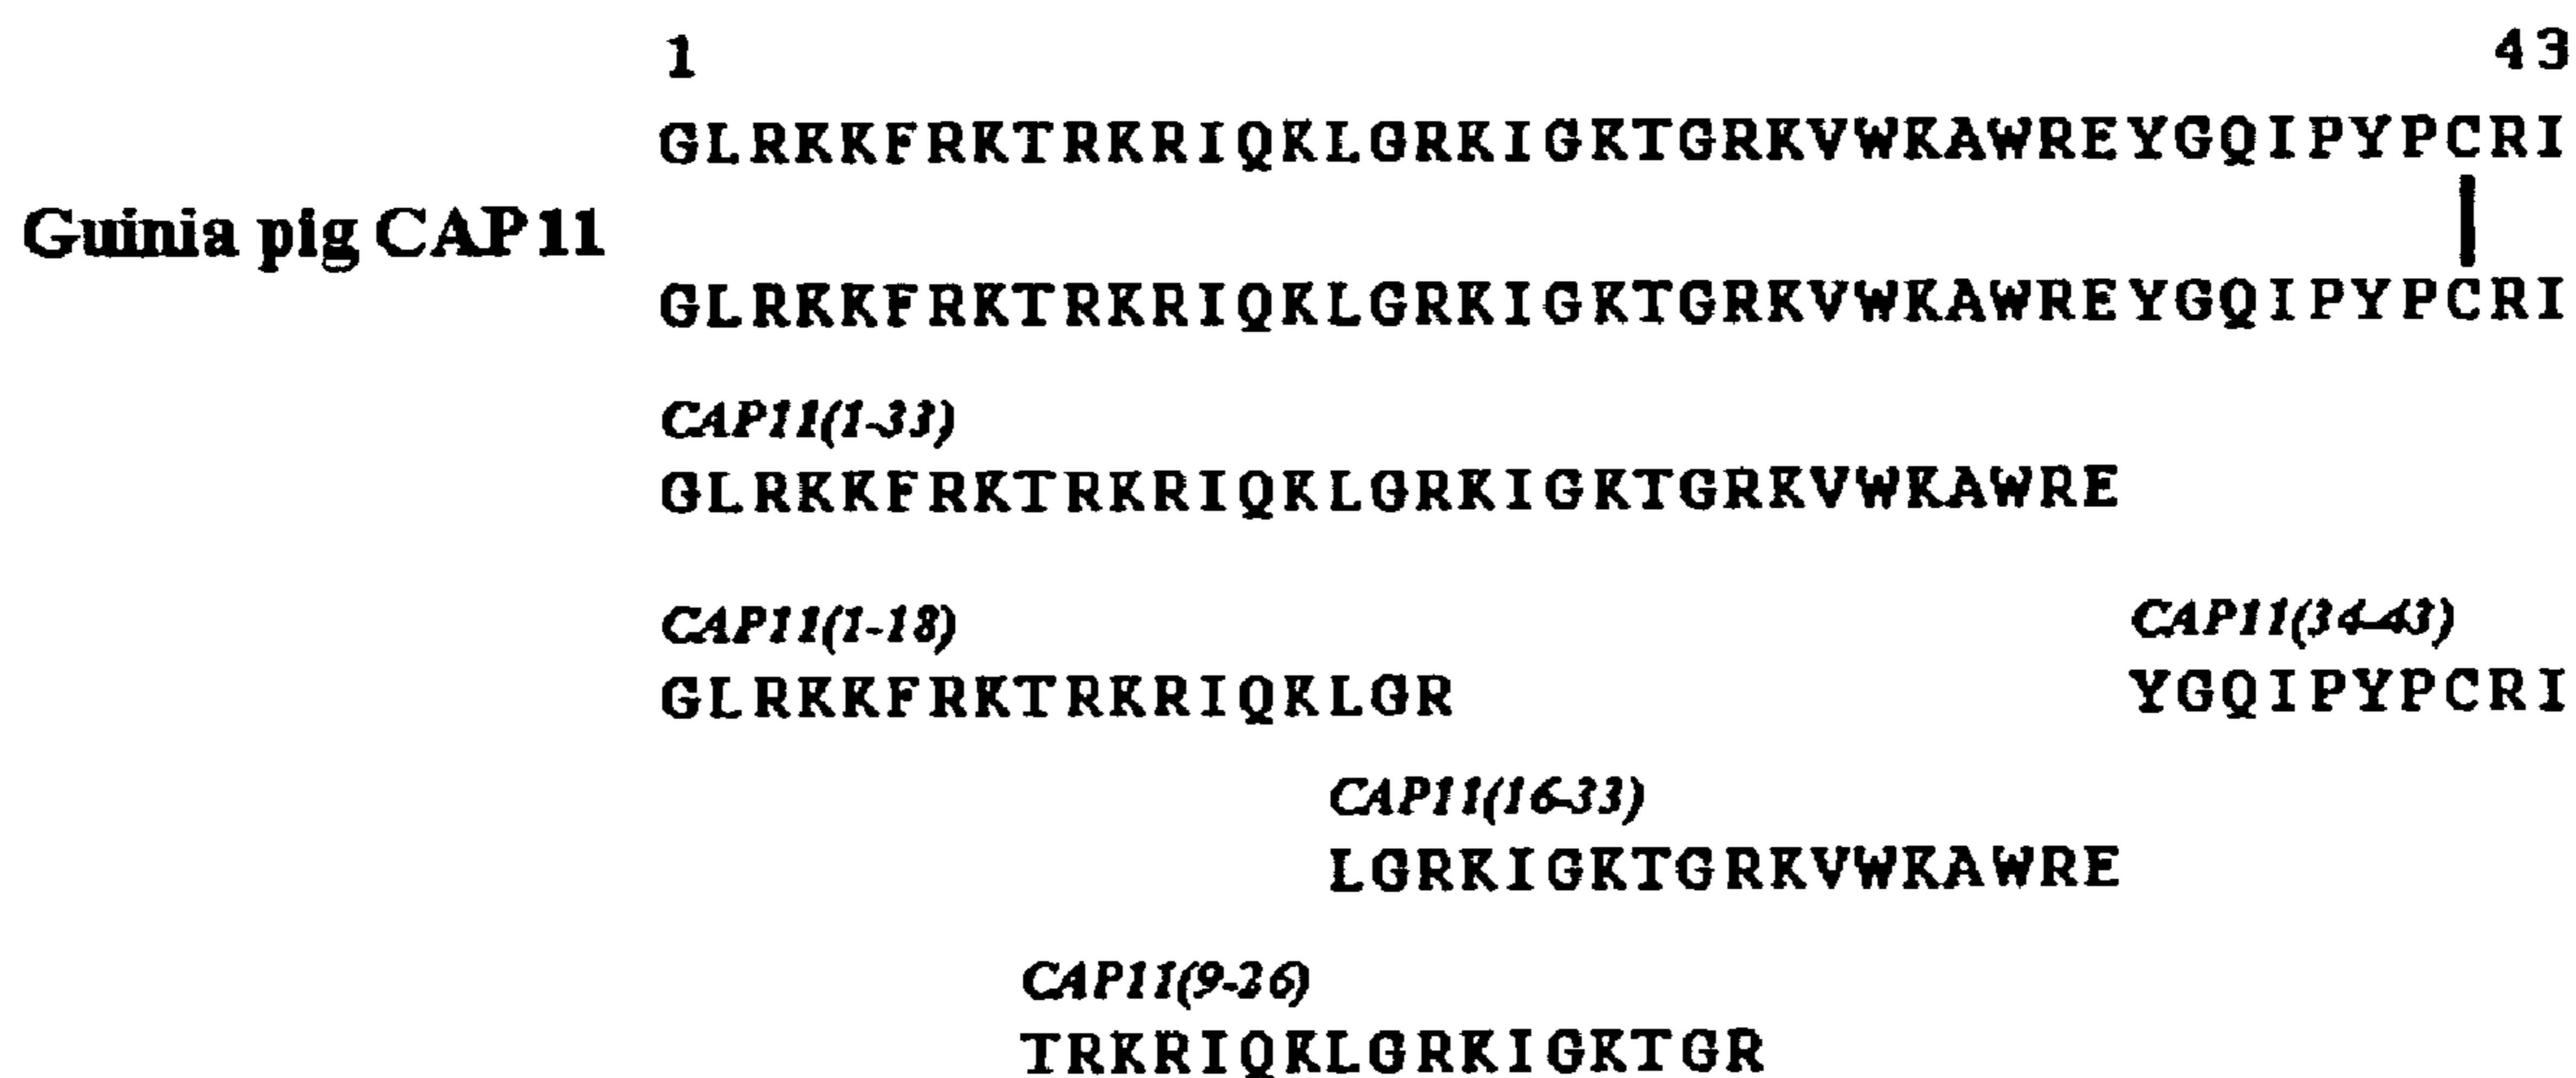 1 43
GLRKKFRKTRKRIQKLGRKIGKTGRKVWKAWREYGQIPYPCRI
Guinia pig CAP11
GLRKKFRKTRKRIQKLGRKIGKTGRKVWKAWREYGQIPYPCRI
CAP11(1-33)
GLRKKFRKTRKRIQKLGRKIGKTGRKVWKAWRE
CAP11(1-18) CAP11(34-43)
GLRKKFRKTRKRIQKLGR YGQIPYPCRI
CAP11(16-33)
LGRKIGKTGRKVWKAWRE
CAP11(9-26)
TRKRIQKLGRKIGKTGR